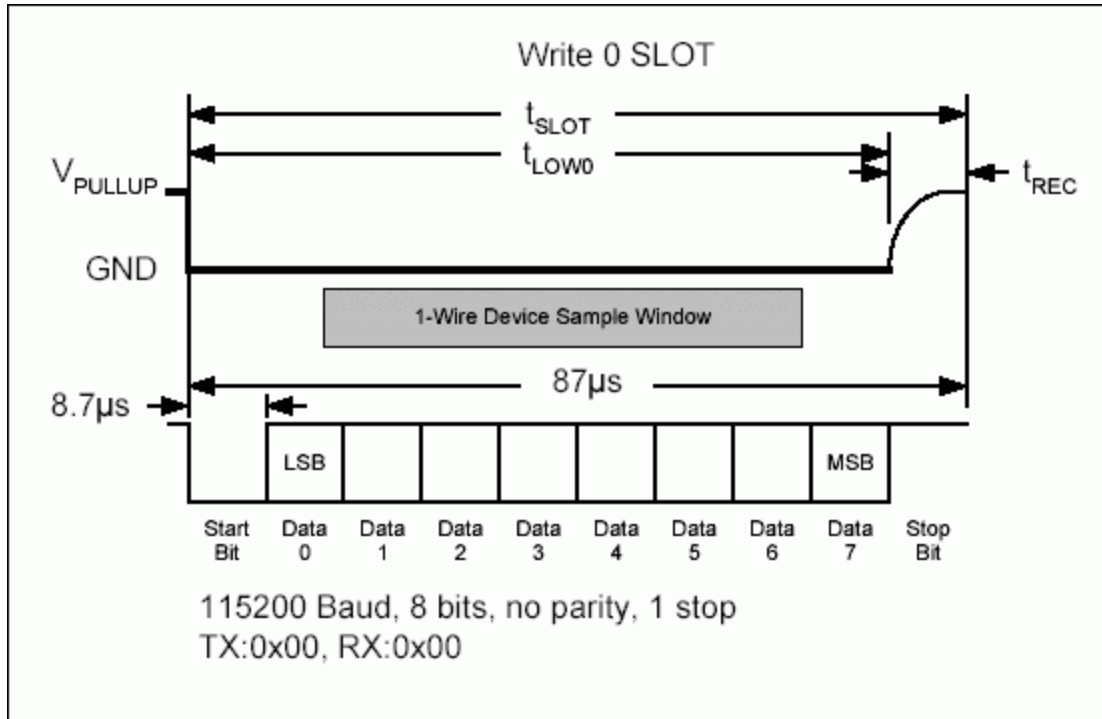 Write 0 SLOT
tSLOT
tLOW0
VPULLUP
tREC
GND
1-Wire Device Sample Window
87µs
8.7µs
LSB
MSB
Start Bit
Data 0
Data 1
Data 2
Data 3
Data 4
Data 5
Data 6
Data 7
Stop Bit
115200 Baud, 8 bits, no parity, 1 stop
TX:0x00, RX:0x00